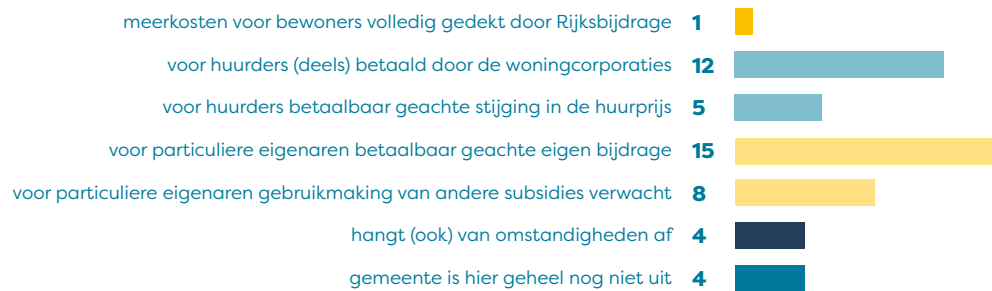 meerkosten voor bewoners volledig gedekt door Rijksbijdrage 1
voor huurders (deels) betaald door de woningcorporaties 12
voor huurders betaalbaar geachte stijging in de huurprijs 5
voor particuliere eigenaren betaalbaar geachte eigen bijdrage 15
voor particuliere eigenaren gebruikmaking van andere subsidies verwacht 8
hangt (ook) van omstandigheden af 4
gemeente is hier geheel nog niet uit 4